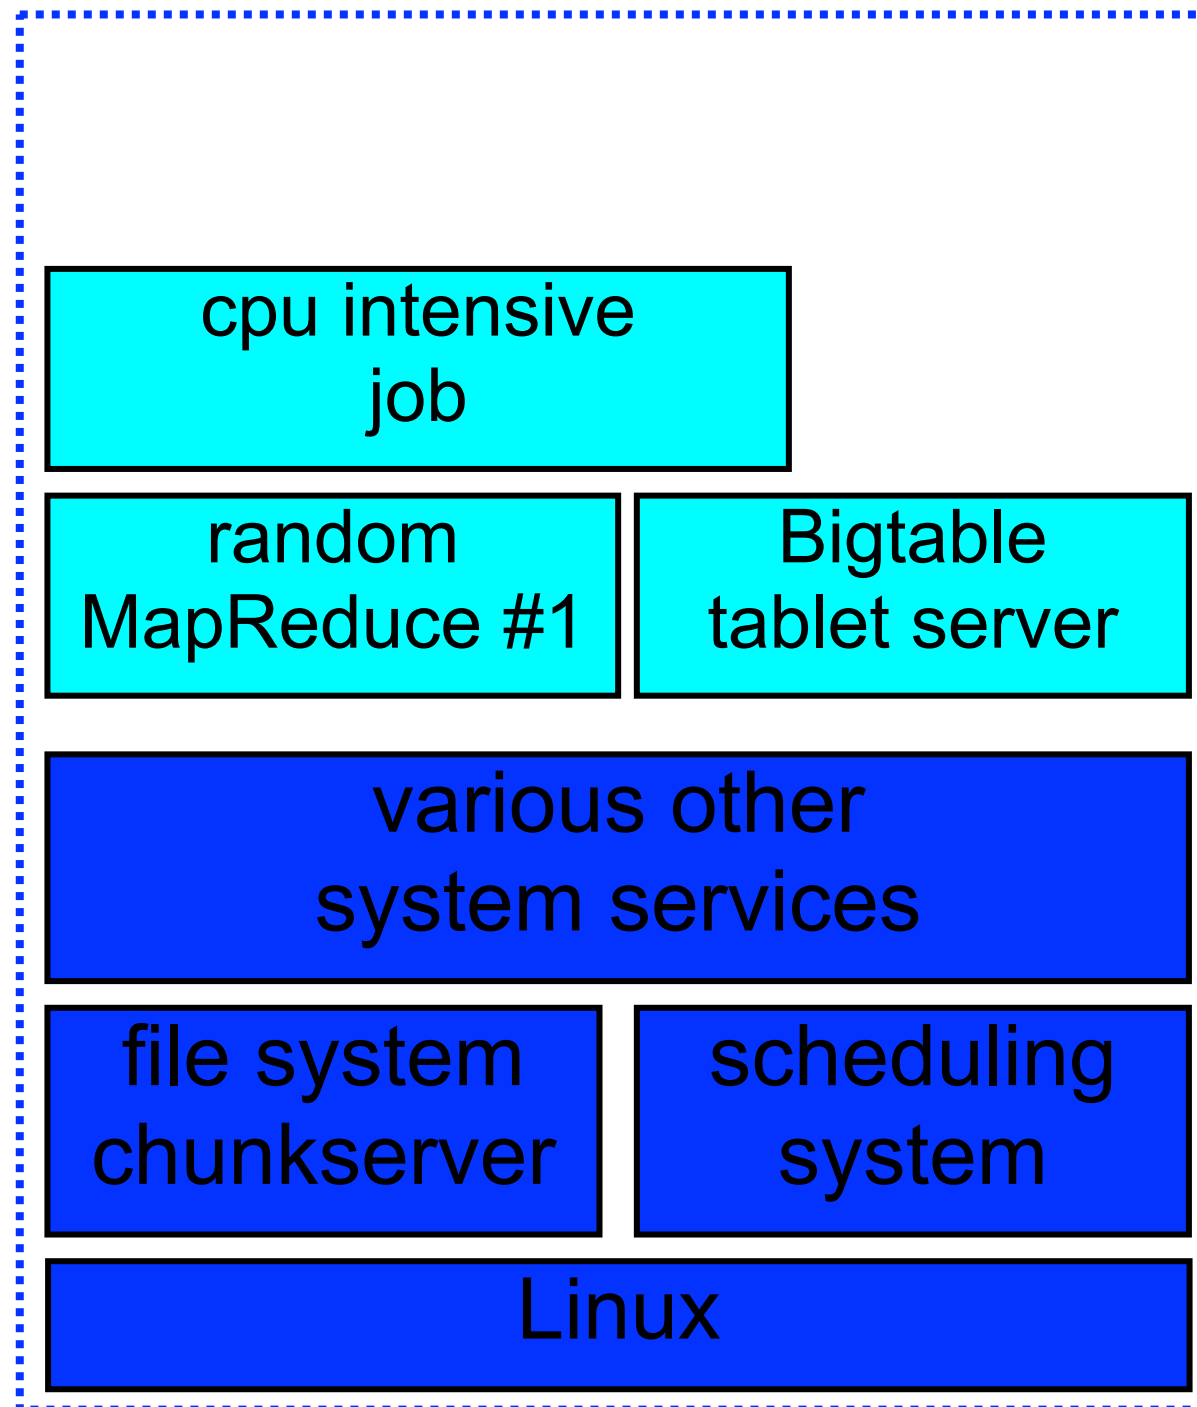 cpu intensive
job
random
MapReduce #1
Bigtable
tablet server
various other
system services
file system
chunkserver
scheduling
system
Linux